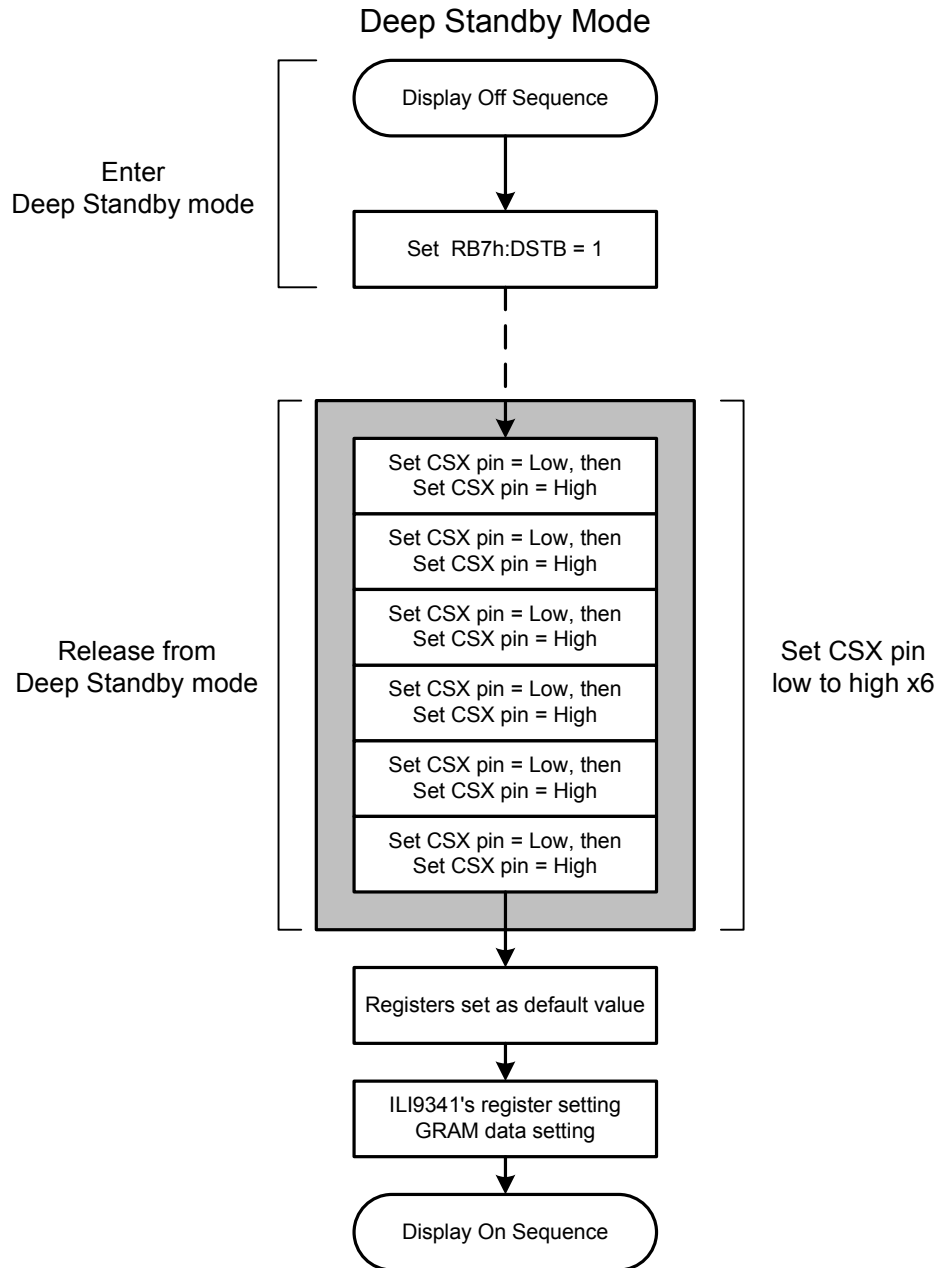 Deep Standby Mode
Display Off Sequence
Enter
Deep Standby mode
Set RB7h:DSTB = 1
Set CSX pin = Low, then
Set CSX pin = High
Set CSX pin = Low, then
Set CSX pin = High
Set CSX pin = Low, then
Set CSX pin = High
Release from
Deep Standby mode
Set CSX pin
low to high x6
Set CSX pin = Low, then
Set CSX pin = High
Set CSX pin = Low, then
Set CSX pin = High
Set CSX pin = Low, then
Set CSX pin = High
Registers set as default value
ILI9341's register setting
GRAM data setting
Display On Sequence